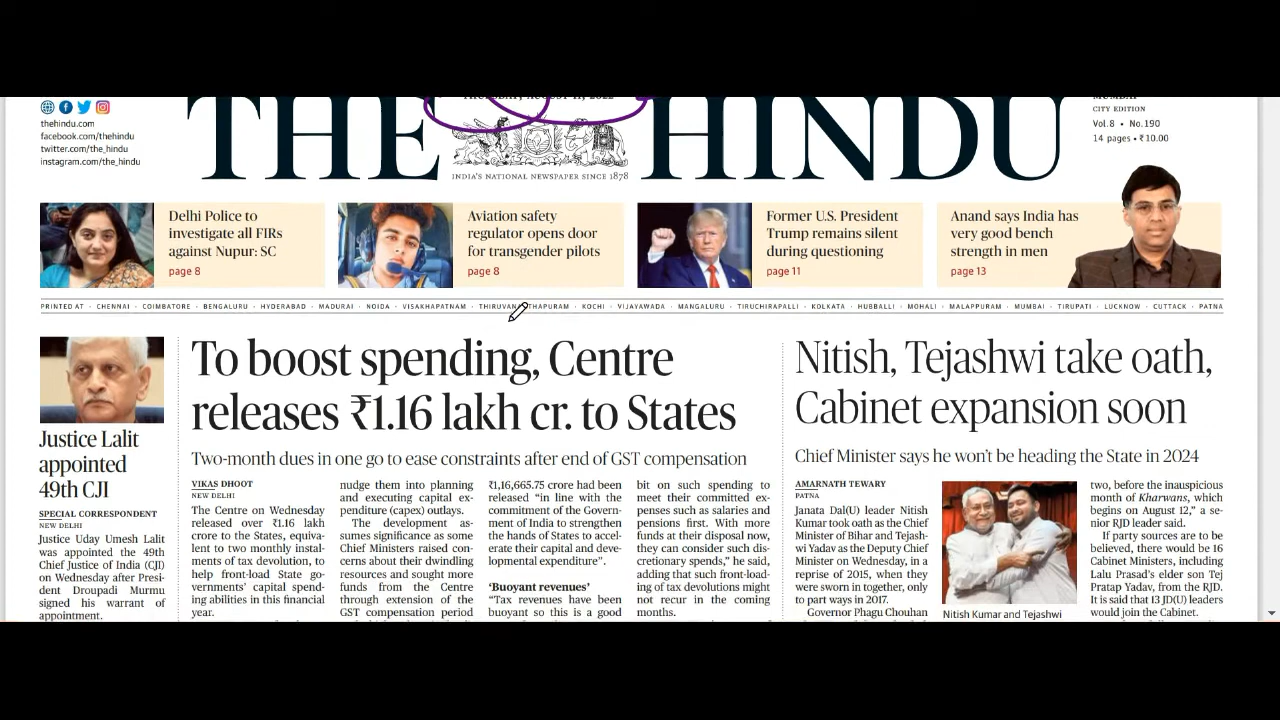 THURSDAY, AUGUST 11, 2022
THE HINDU
INDIA'S NATIONAL NEWSPAPER SINCE 1878
thehindu.com
facebook.com/thehindu
twitter.com/the_hindu
instagram.com/the_hindu
MUMBAI
CITY EDITION
Vol.8 • No.190
14 pages • ₹10.00
Delhi Police to
investigate all FIRs
against Nupur: SC
page 8
Aviation safety
regulator opens door
for transgender pilots
page 8
Former U.S. President
Trump remains silent
during questioning
page 11
Anand says India has
very good bench
strength in men
page 13
PRINTED AT · CHENNAI · COIMBATORE · BENGALURU · HYDERABAD · MADURAI · NOIDA · VISAKHAPATNAM · THIRUVANANTHAPURAM · KOCHI · VIJAYAWADA · MANGALURU · TIRUCHIRAPALLI · KOLKATA · HUBBALLI · MOHALI · MALAPPURAM · MUMBAI · TIRUPATI · LUCKNOW · CUTTACK · PATNA
Justice Lalit
appointed
49th CJI
SPECIAL CORRESPONDENT
NEW DELHI
Justice Uday Umesh Lalit
was appointed the 49th
Chief Justice of India (CJI)
on Wednesday after Presi-
dent Droupadi Murmu
signed his warrant of
appointment.
To boost spending, Centre
releases ₹1.16 lakh cr. to States
Two-month dues in one go to ease constraints after end of GST compensation
VIKAS DHOOT
NEW DELHI
The Centre on Wednesday
released over ₹1.16 lakh
crore to the States, equiva-
lent to two monthly instal-
ments of tax devolution, to
help front-load State go-
vernments' capital spend-
ing abilities in this financial
year.
nudge them into planning
and executing capital ex-
penditure (capex) outlays.
The development as-
sumes significance as some
Chief Ministers raised con-
cerns about their dwindling
resources and sought more
funds from the Centre
through extension of the
GST compensation period
₹1,16,665.75 crore had been
released “in line with the
commitment of the Govern-
ment of India to strengthen
the hands of States to accel-
erate their capital and deve-
lopmental expenditure”.
'Buoyant revenues'
“Tax revenues have been
buoyant so this is a good
bit on such spending to
meet their committed ex-
penses such as salaries and
pensions first. With more
funds at their disposal now,
they can consider such dis-
cretionary spends,” he said,
adding that such front-load-
ing of tax devolutions might
not recur in the coming
months.
Nitish, Tejashwi take oath,
Cabinet expansion soon
Chief Minister says he won't be heading the State in 2024
AMARNATH TEWARY
PATNA
Janata Dal(U) leader Nitish
Kumar took oath as the Chief
Minister of Bihar and Tejash-
wi Yadav as the Deputy Chief
Minister on Wednesday, in a
reprise of 2015, when they
were sworn in together, only
to part ways in 2017.
Governor Phagu Chouhan
Nitish Kumar and Tejashwi
two, before the inauspicious
month of Kharwans, which
begins on August 12,” a se-
nior RJD leader said.
If party sources are to be
believed, there would be 16
Cabinet Ministers, including
Lalu Prasad's elder son Tej
Pratap Yadav, from the RJD.
It is said that 13 JD(U) leaders
would join the Cabinet.